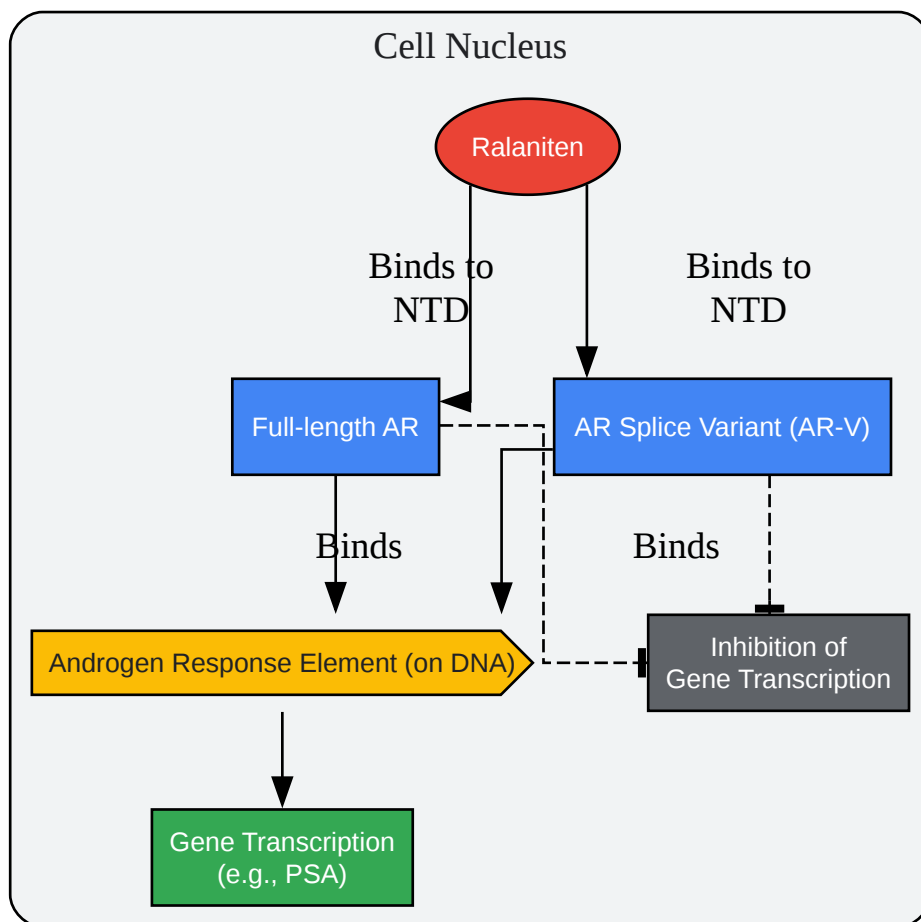 Cell Nucleus
Ralaniten
Binds to
NTD
Binds to
NTD
Full-length AR
AR Splice Variant (AR-V)
Binds
Binds
Androgen Response Element (on DNA)
Inhibition of
Gene Transcription
Gene Transcription
(e.g., PSA)